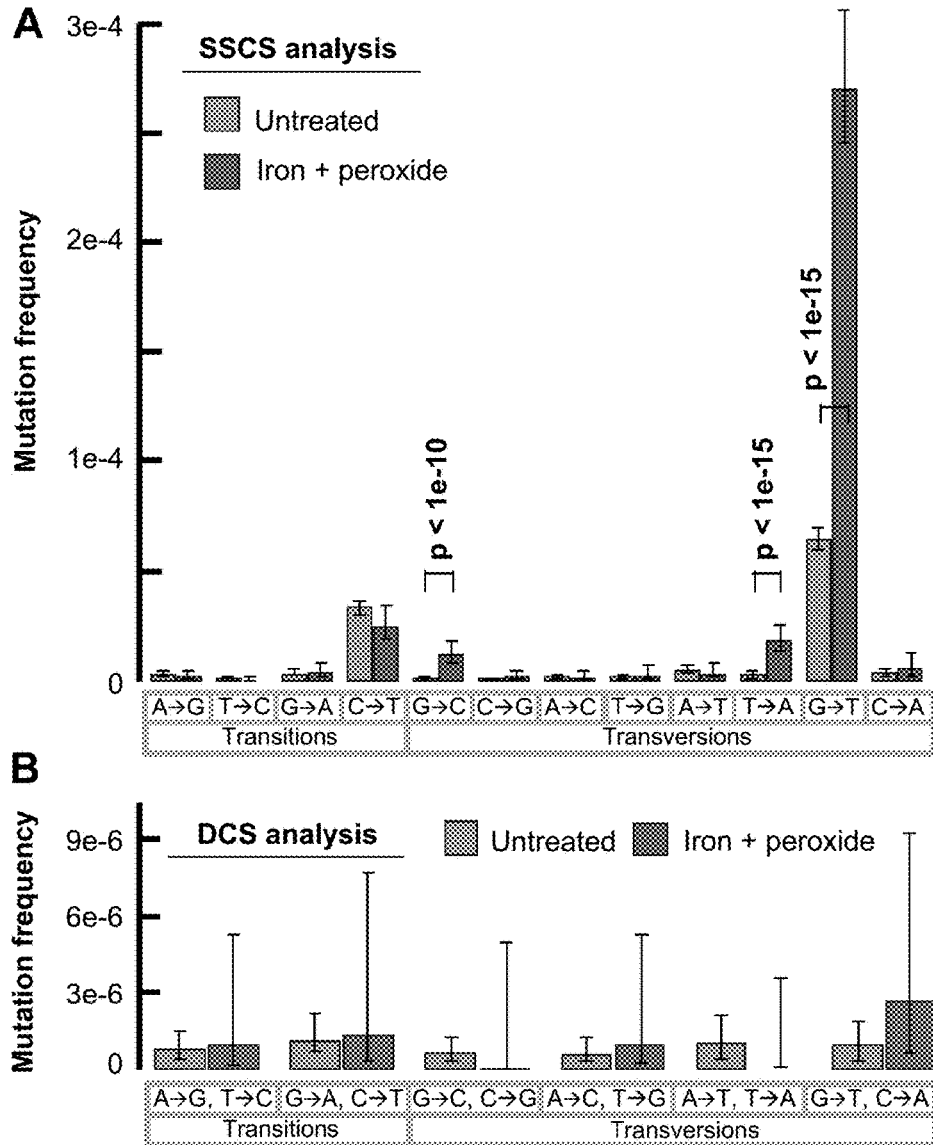 A
3e-4
SSCS analysis
Untreated
Iron + peroxide
2e-4
1e-4
0
Mutation frequency
p < 1e-10
p < 1e-15
p < 1e-15
A→G T→C G→A C→T G→C C→G A→C T→G A→T T→A G→T C→A
Transitions Transversions
B
DCS analysis
Untreated Iron + peroxide
9e-6
6e-6
3e-6
0
Mutation frequency
A→G, T→C G→A, C→T G→C, C→G A→C, T→G A→T, T→A G→T, C→A
Transitions Transversions